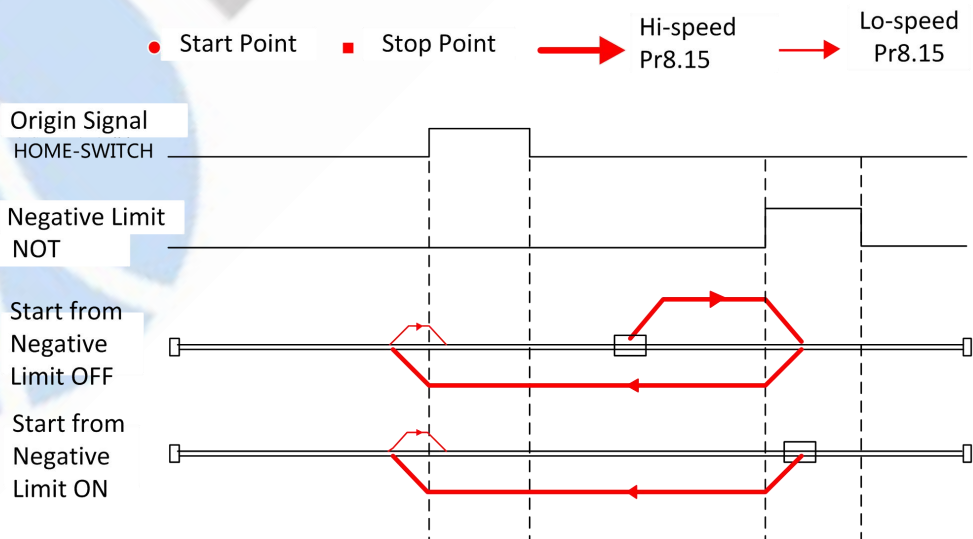 Start Point
Stop Point
Hi-speed
Pr8.15
Lo-speed
Pr8.15
Origin Signal
HOME-SWITCH
Negative Limit
NOT
Start from
Negative
Limit OFF
Start from
Negative
Limit ON